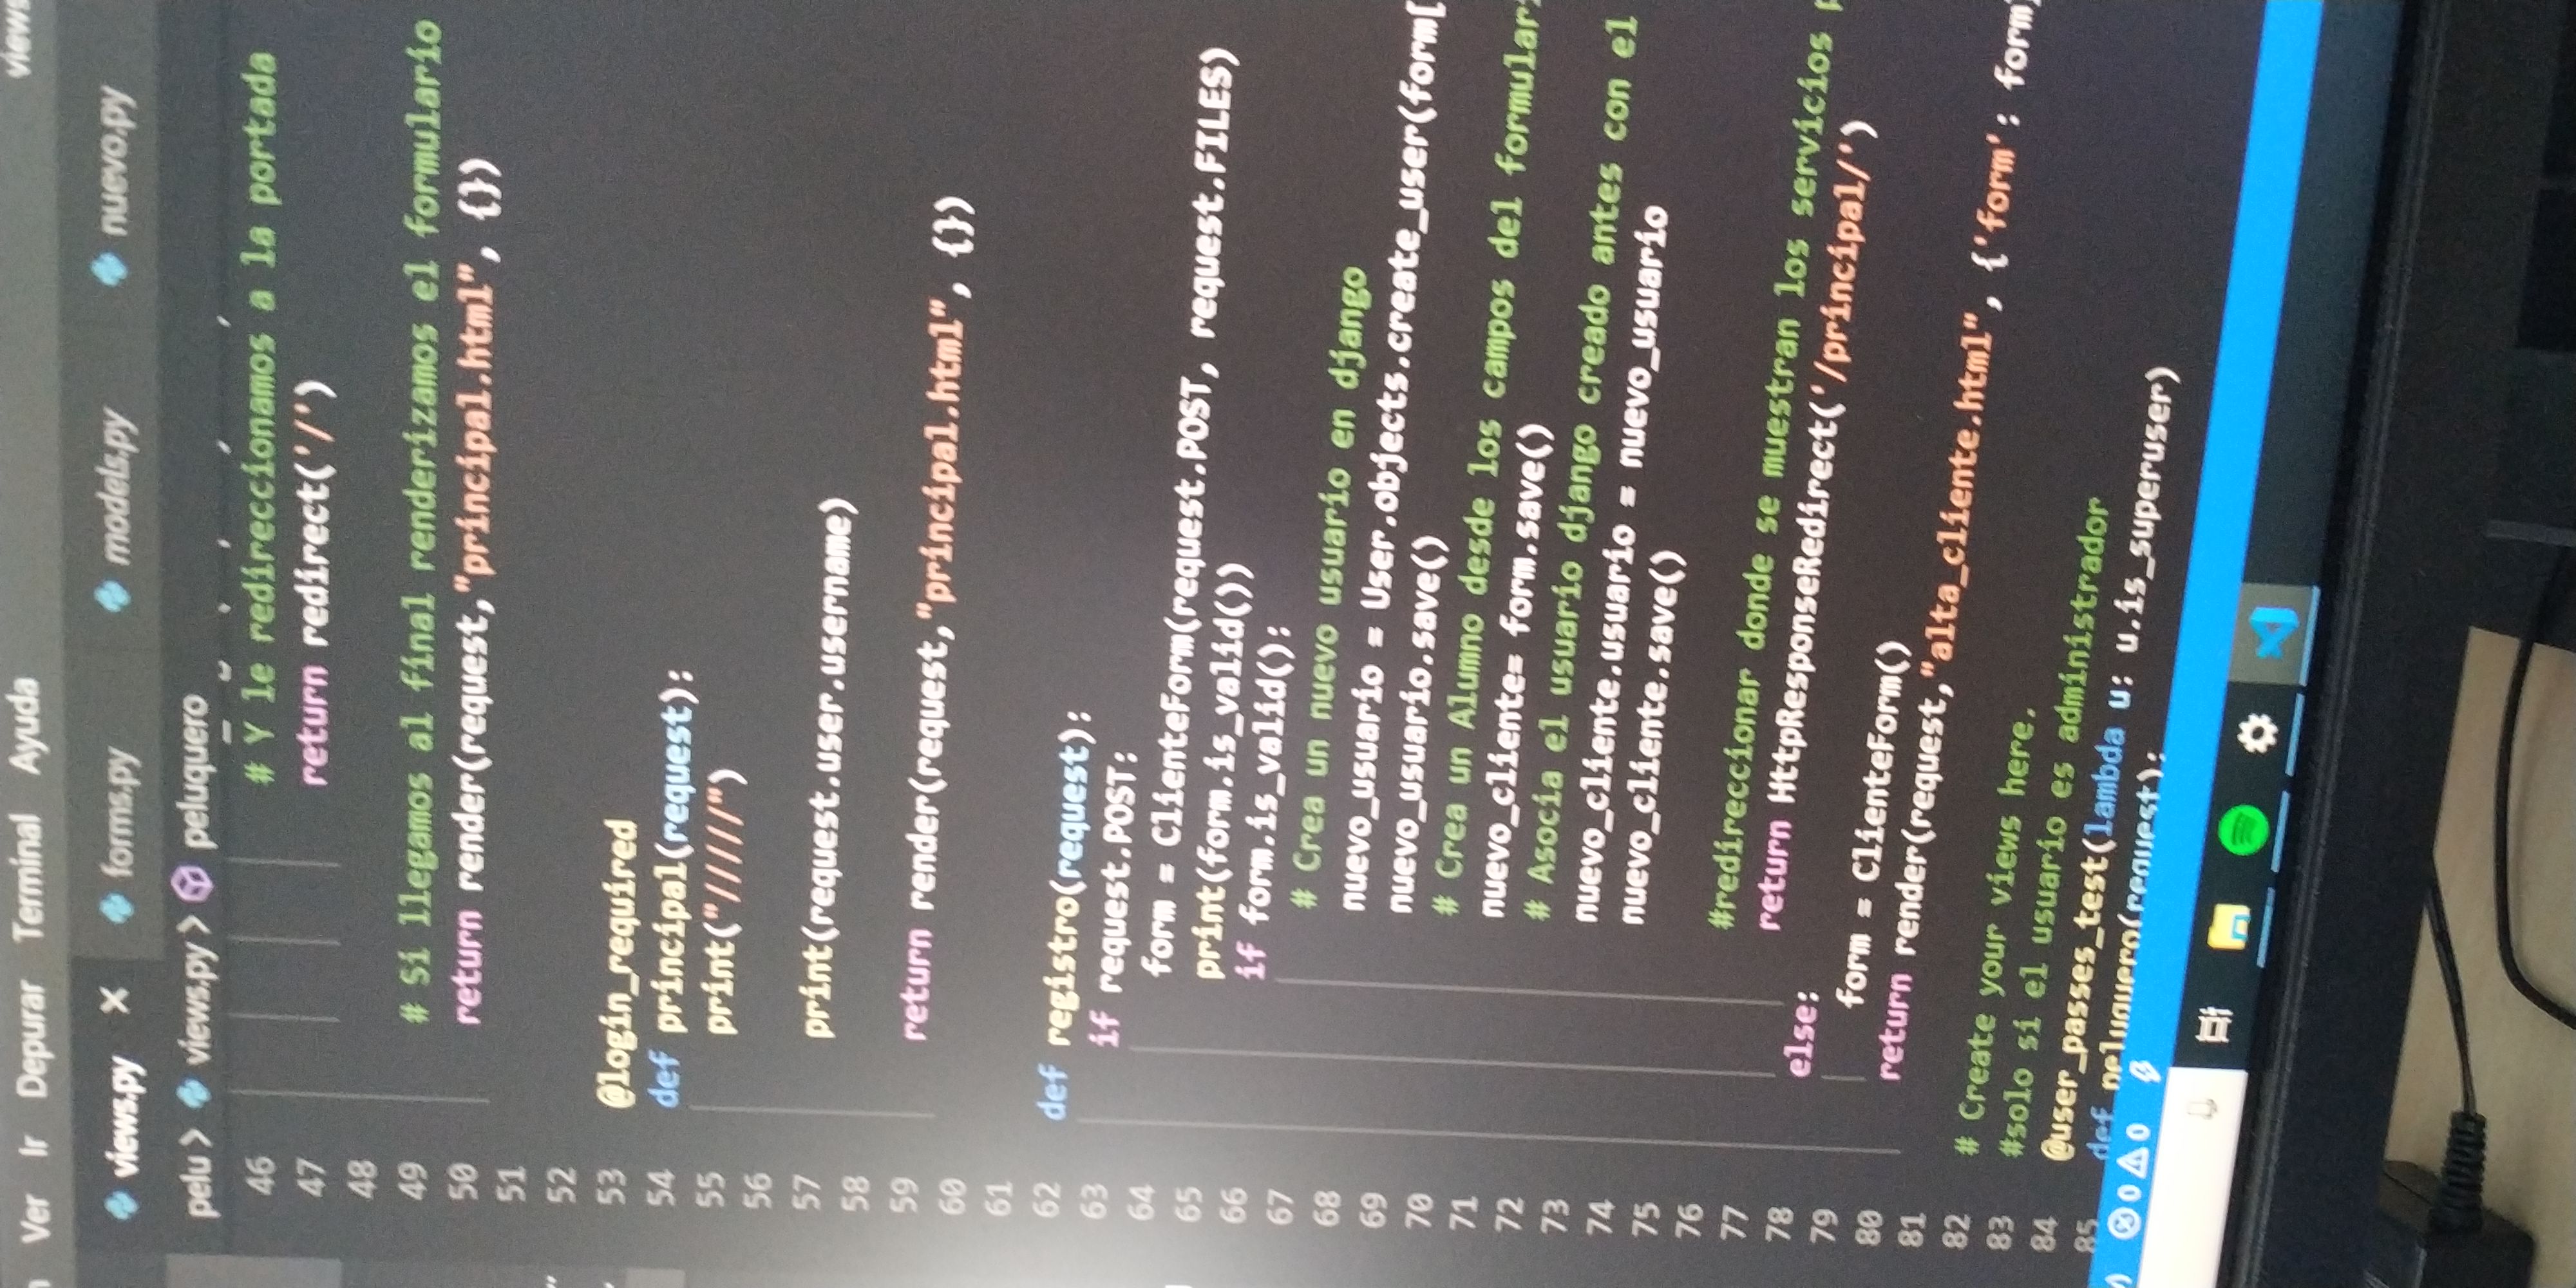 Ver Ir Depurar Terminal Ayuda views
views.py forms.py models.py nuevo.py
pelu > views.py > peluquero
46 # Y le redireccionamos a la portada
47 return redirect('/')
48
49 # Si llegamos al final renderizamos el formulario
50 return render(request,"principal.html", {})
51
52
53 @login_required
54 def principal(request):
55 print("/////")
56
57 print(request.user.username)
58
59 return render(request,"principal.html", {})
60
61
62 def registro(request):
63 if request.POST:
64 form = ClienteForm(request.POST, request.FILES)
65 print(form.is_valid())
66 if form.is_valid():
67 # Crea un nuevo usuario en django
68 nuevo_usuario = User.objects.create_user(form[
69 nuevo_usuario.save()
70 # Crea un Alumno desde los campos del formular
71 nuevo_cliente= form.save()
72 # Asocia el usuario django creado antes con el
73 nuevo_cliente.usuario = nuevo_usuario
74 nuevo_cliente.save()
75
76 #redireccionar donde se muestran los servicios p
77 return HttpResponseRedirect('/principal/')
78 else:
79 form = ClienteForm()
80 return render(request,"alta_cliente.html", {'form': form
81
82 # Create your views here.
83 #solo si el usuario es administrador
84 @user_passes_test(lambda u: u.is_superuser)
85 def peluquero(request):
0 0